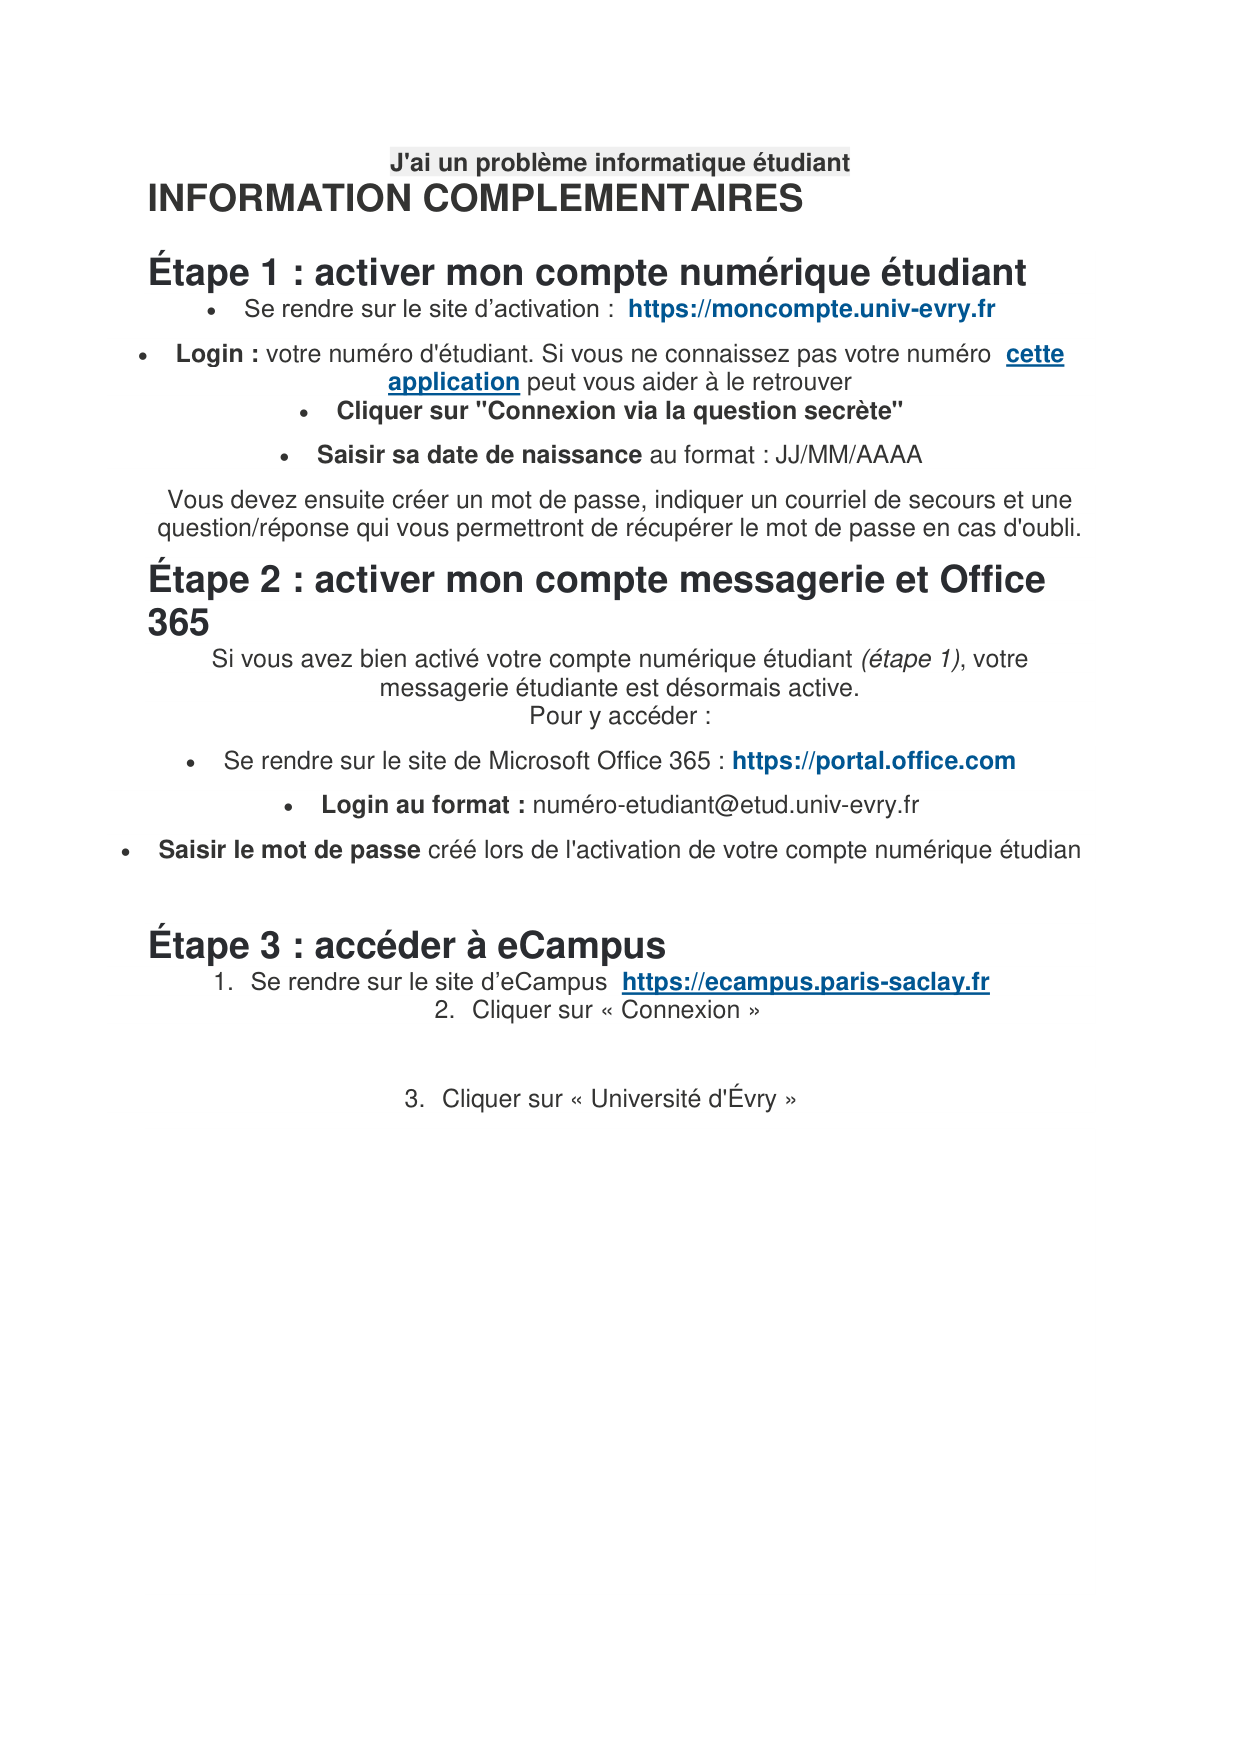 J'ai un problème informatique étudiant
INFORMATION COMPLEMENTAIRES
Étape 1 : activer mon compte numérique étudiant
• Se rendre sur le site d’activation : https://moncompte.univ-evry.fr
• Login : votre numéro d'étudiant. Si vous ne connaissez pas votre numéro cette
application peut vous aider à le retrouver
• Cliquer sur "Connexion via la question secrète"
• Saisir sa date de naissance au format : JJ/MM/AAAA
Vous devez ensuite créer un mot de passe, indiquer un courriel de secours et une
question/réponse qui vous permettront de récupérer le mot de passe en cas d'oubli.
Étape 2 : activer mon compte messagerie et Office
365
Si vous avez bien activé votre compte numérique étudiant (étape 1), votre
messagerie étudiante est désormais active.
Pour y accéder :
• Se rendre sur le site de Microsoft Office 365 : https://portal.office.com
• Login au format : numéro-etudiant@etud.univ-evry.fr
• Saisir le mot de passe créé lors de l'activation de votre compte numérique étudian
Étape 3 : accéder à eCampus
1. Se rendre sur le site d’eCampus https://ecampus.paris-saclay.fr
2. Cliquer sur « Connexion »
3. Cliquer sur « Université d'Évry »